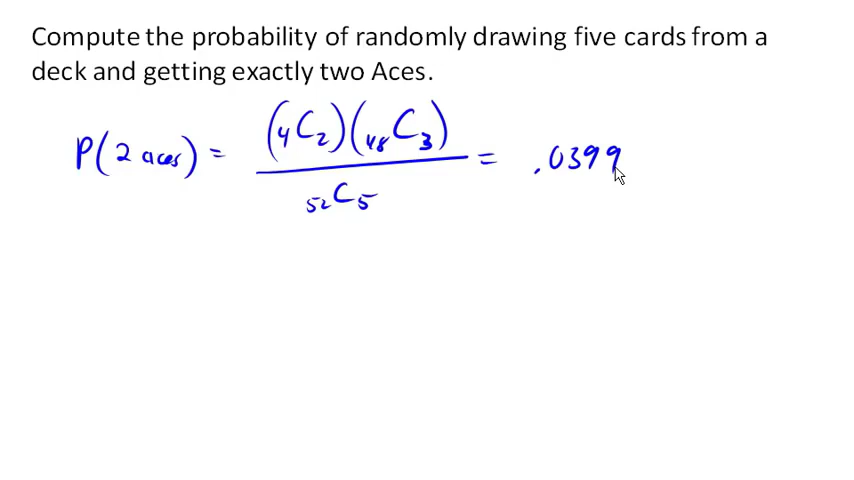 Compute the probability of randomly drawing five cards from a
deck and getting exactly two Aces.
P(2 aces) = (₄C₂)(₄₈C₃) / ₅₂C₅ = .0399